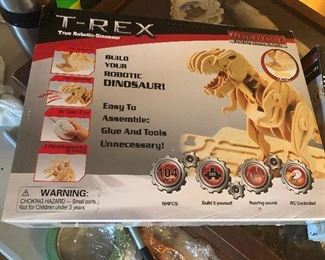 T-REX
True Robotic-Dinosaur
BUILD
YOUR
ROBOTIC
DINOSAUR!
Easy To
Assemble:
Glue And Tools
Unnecessary!
WARNING:
CHOKING HAZARD — Small parts.
Not for Children under 3 years.
104
104PCS
Build it yourself
Roaring sound
RC Controlled